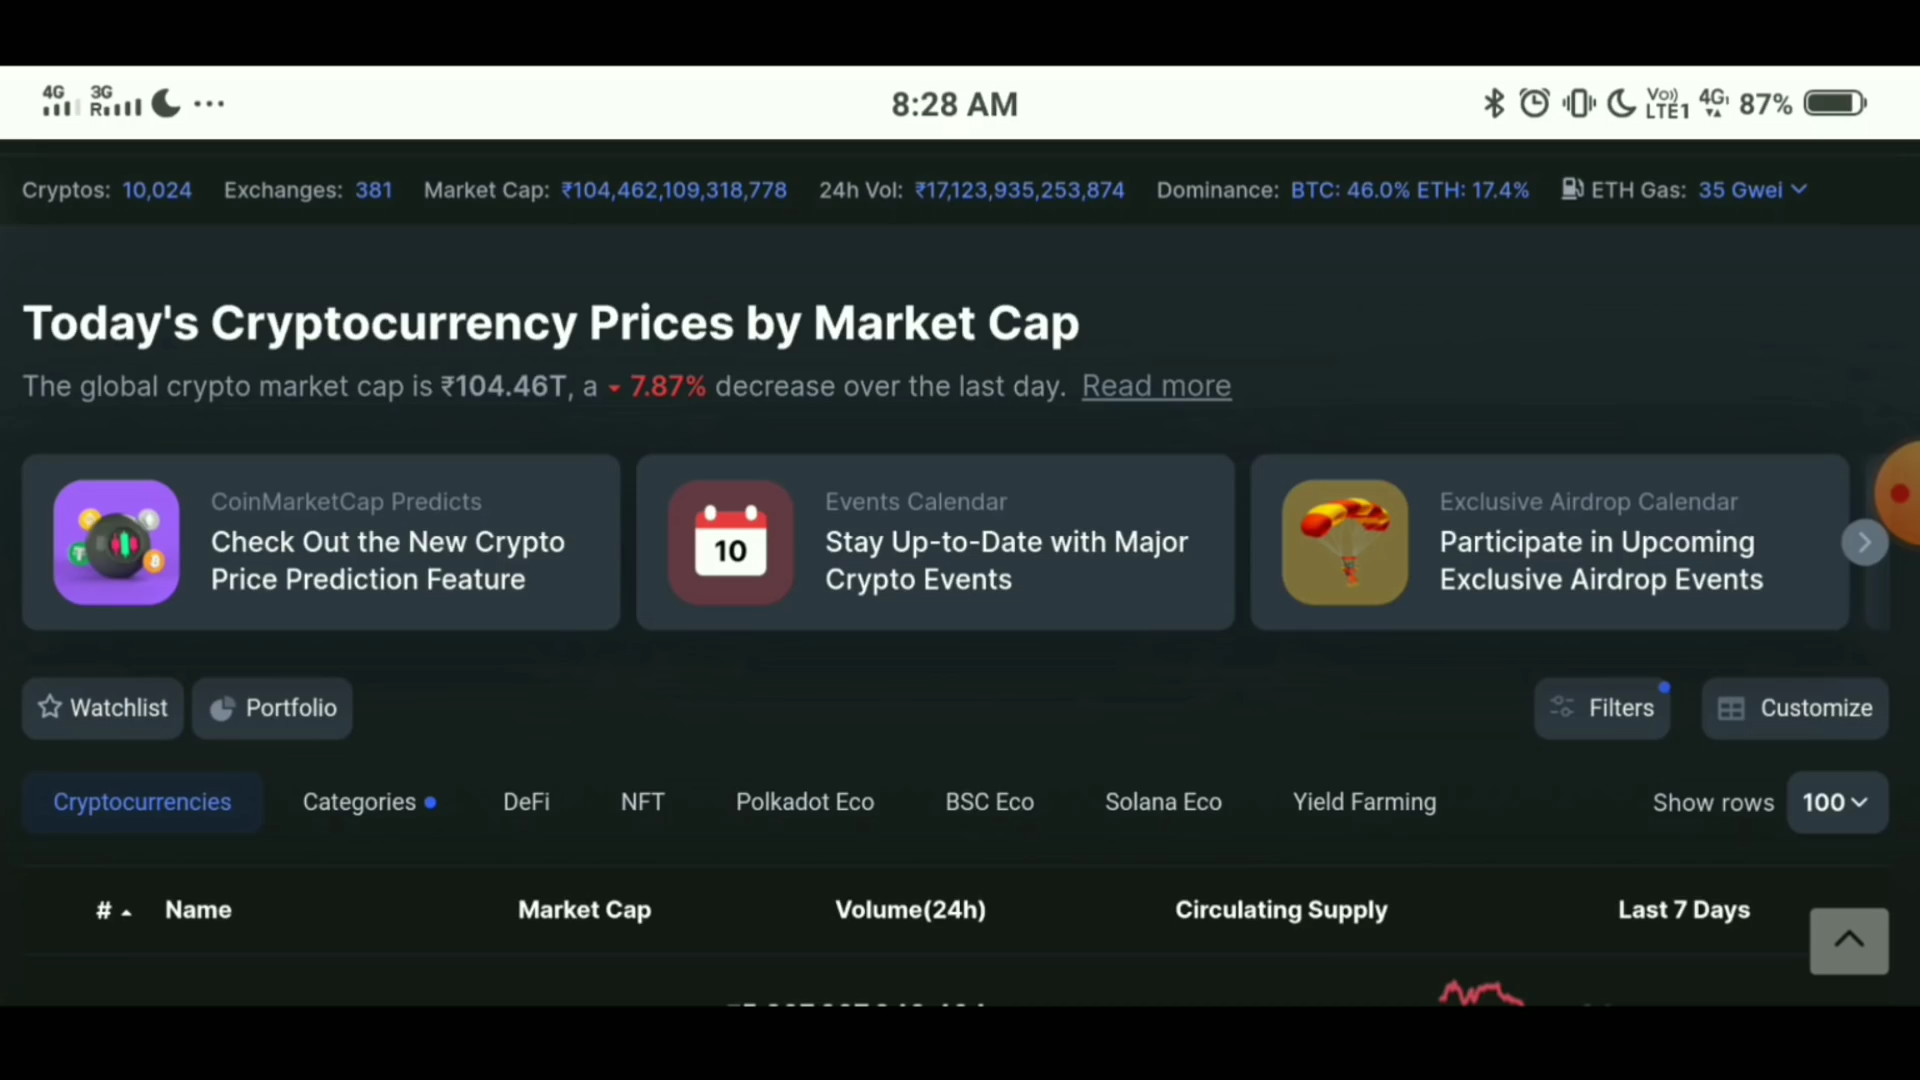 4G 3G R 8:28 AM Vo)) LTE1 4G 87%
Cryptos: 10,024 Exchanges: 381 Market Cap: ₹104,462,109,318,778 24h Vol: ₹17,123,935,253,874 Dominance: BTC: 46.0% ETH: 17.4% ETH Gas: 35 Gwei
Today's Cryptocurrency Prices by Market Cap
The global crypto market cap is ₹104.46T, a 7.87% decrease over the last day. Read more
CoinMarketCap Predicts
Check Out the New Crypto
Price Prediction Feature
10
Events Calendar
Stay Up-to-Date with Major
Crypto Events
Exclusive Airdrop Calendar
Participate in Upcoming
Exclusive Airdrop Events
Watchlist Portfolio Filters Customize
Cryptocurrencies Categories DeFi NFT Polkadot Eco BSC Eco Solana Eco Yield Farming Show rows 100
# Name Market Cap Volume(24h) Circulating Supply Last 7 Days